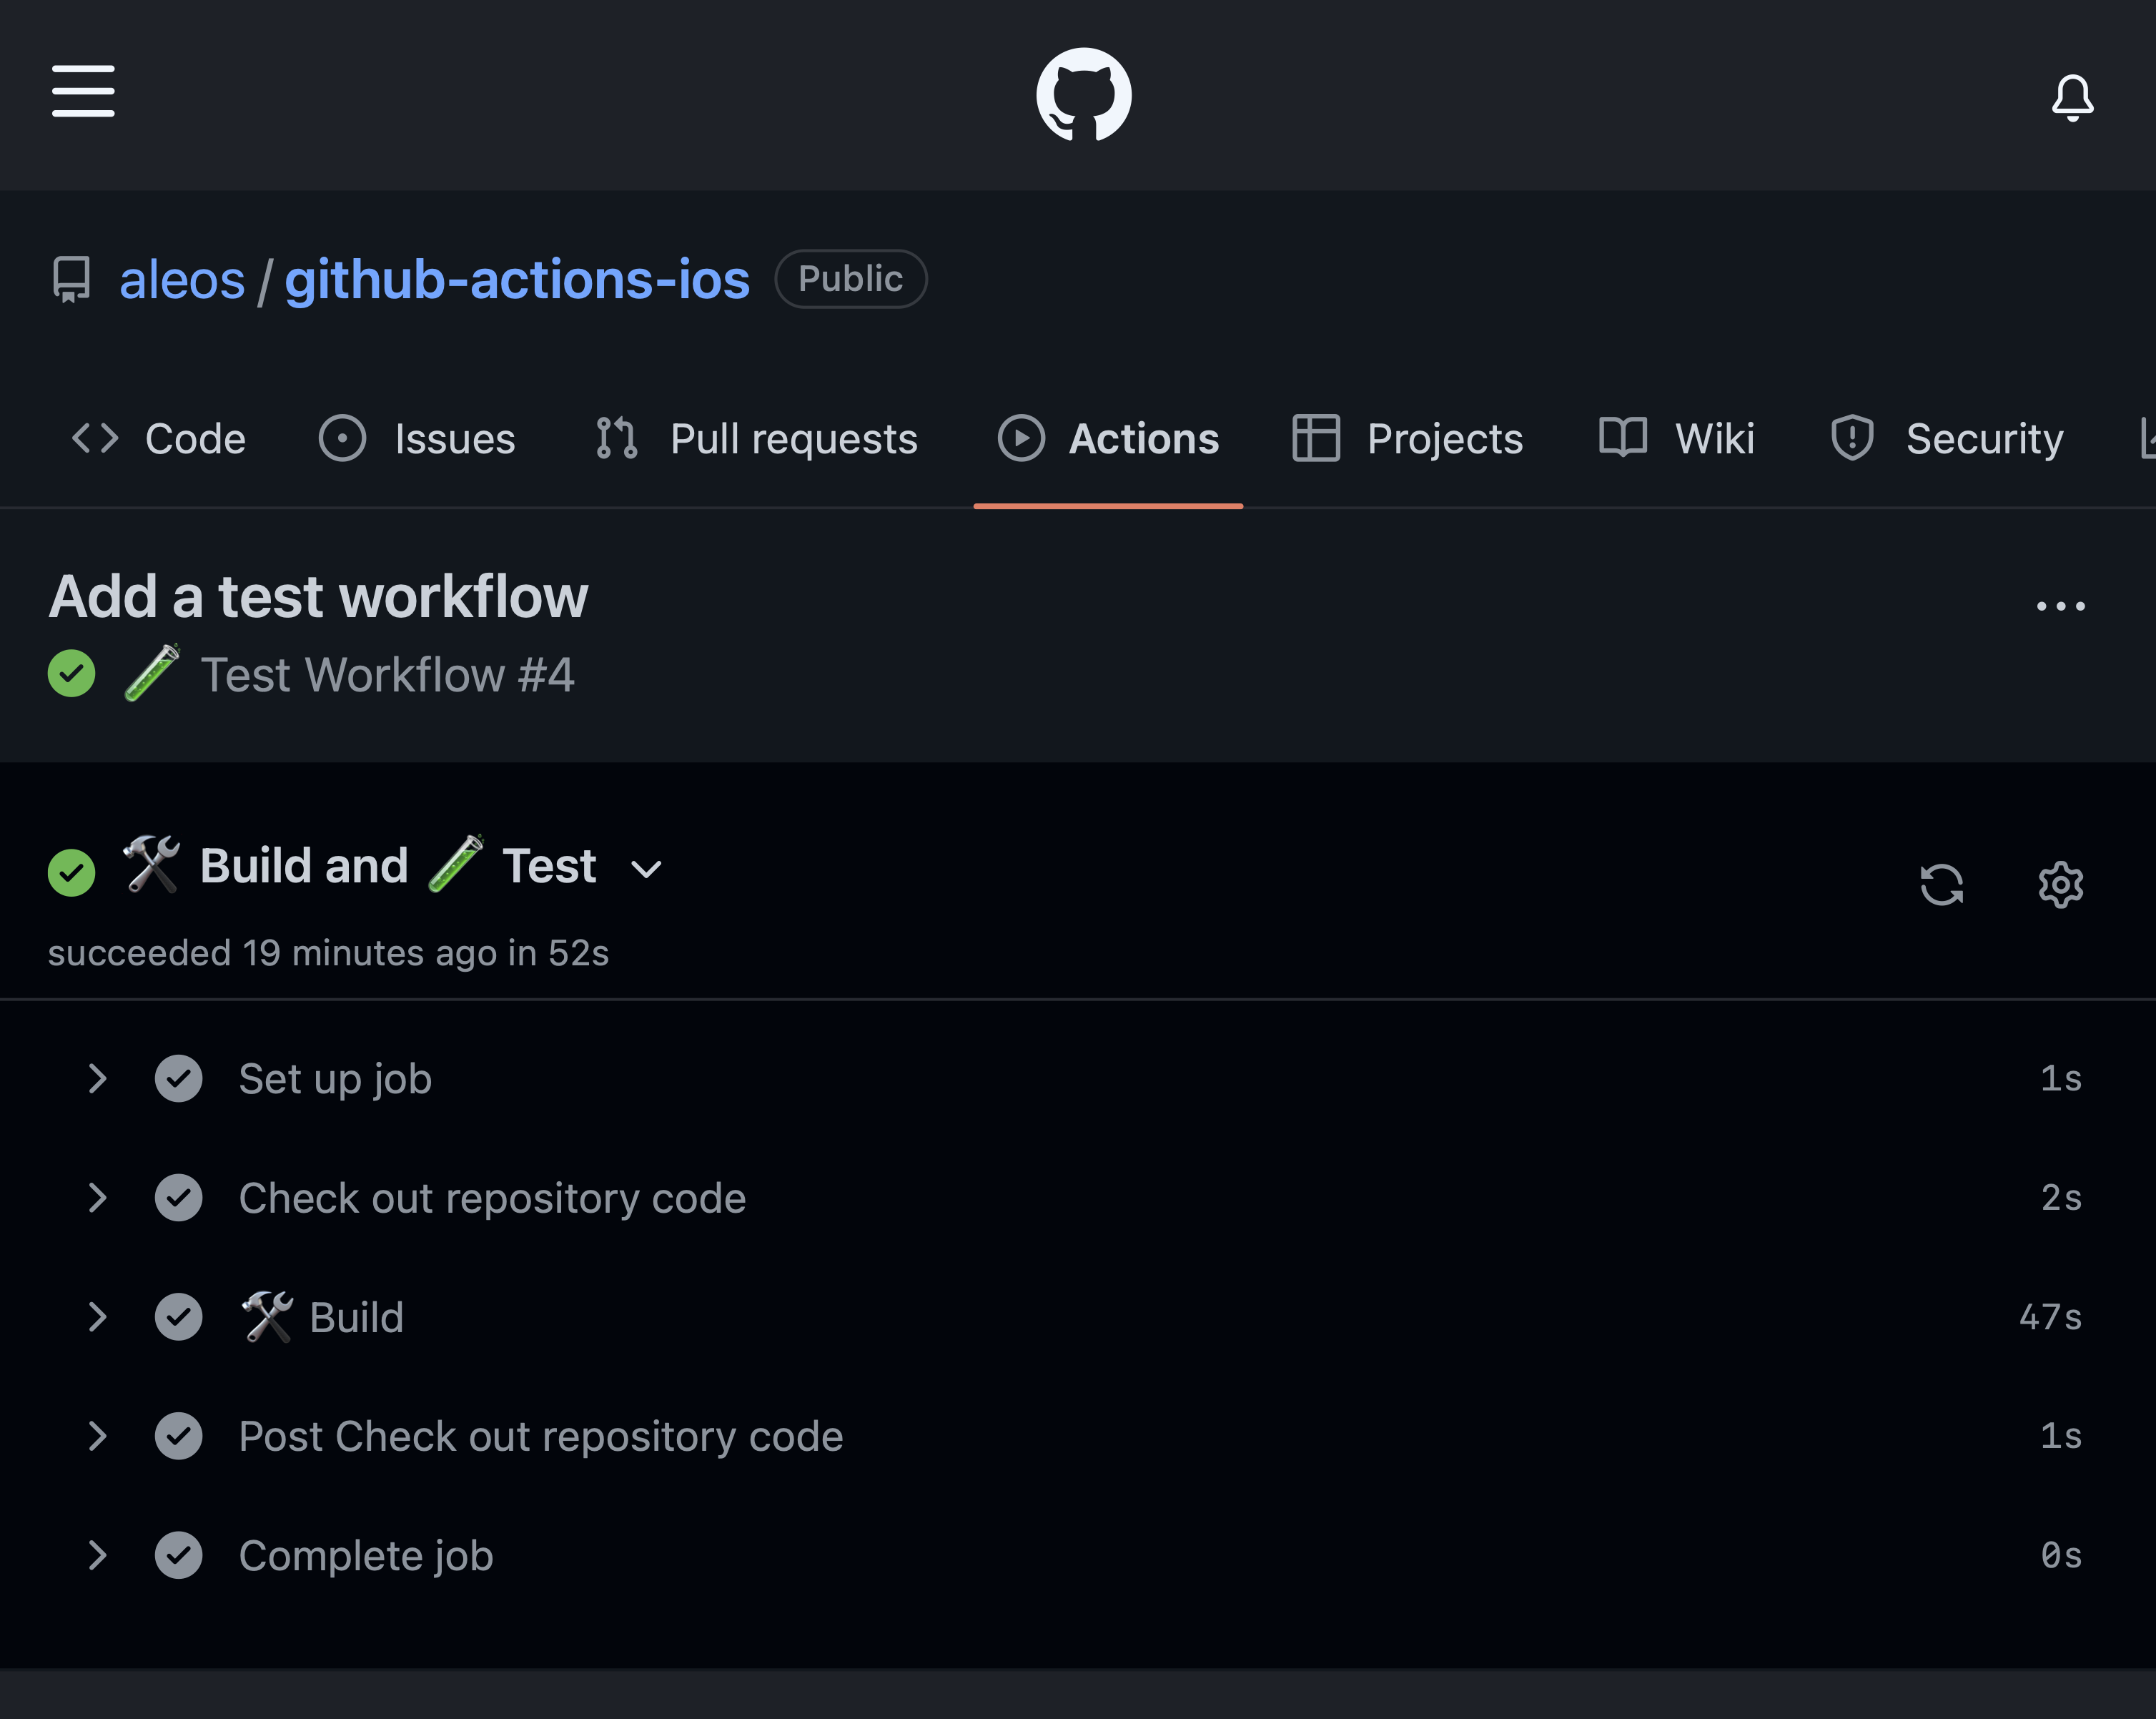 aleos / github-actions-ios Public
Code Issues Pull requests Actions Projects Wiki Security
Add a test workflow
🧪 Test Workflow #4
🛠 Build and 🧪 Test
succeeded 19 minutes ago in 52s
Set up job 1s
Check out repository code 2s
🛠 Build 47s
Post Check out repository code 1s
Complete job 0s